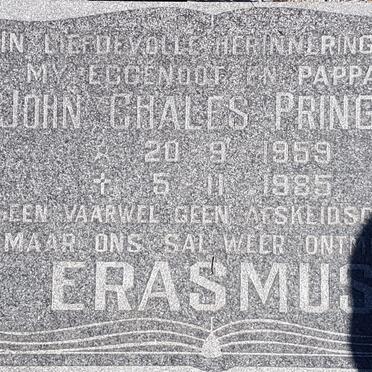 IN LIEFDEVOLLE HERINNERING
MY EGGENOOT EN PAPPA
JOHN CHALES PRING
* 20 9 1959
† 5 11 1985
GEEN VAARWEL GEEN AFSKEIDSG
MAAR ONS SAL WEER ONTM
ERASMUS